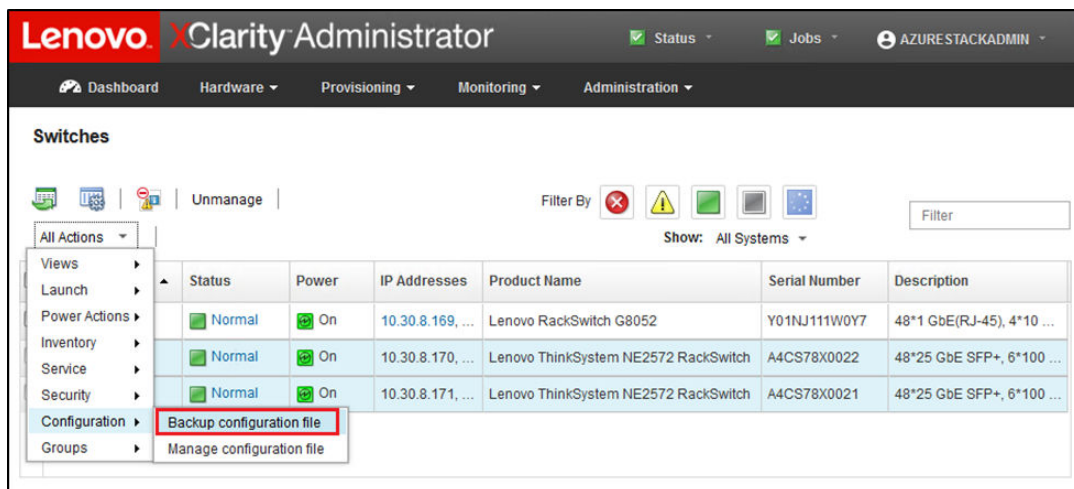 Lenovo. XClarity Administrator Status Jobs AZURESTACKADMIN
Dashboard Hardware Provisioning Monitoring Administration
Switches
Unmanage Filter By Filter
All Actions Show: All Systems
Views
Launch
Power Actions
Inventory
Service
Security
Configuration
Groups
Backup configuration file
Manage configuration file
Status Power IP Addresses Product Name Serial Number Description
Normal On 10.30.8.169, ... Lenovo RackSwitch G8052 Y01NJ111W0Y7 48*1 GbE(RJ-45), 4*10 ...
Normal On 10.30.8.170, ... Lenovo ThinkSystem NE2572 RackSwitch A4CS78X0022 48*25 GbE SFP+, 6*100 ...
Normal On 10.30.8.171, ... Lenovo ThinkSystem NE2572 RackSwitch A4CS78X0021 48*25 GbE SFP+, 6*100 ...